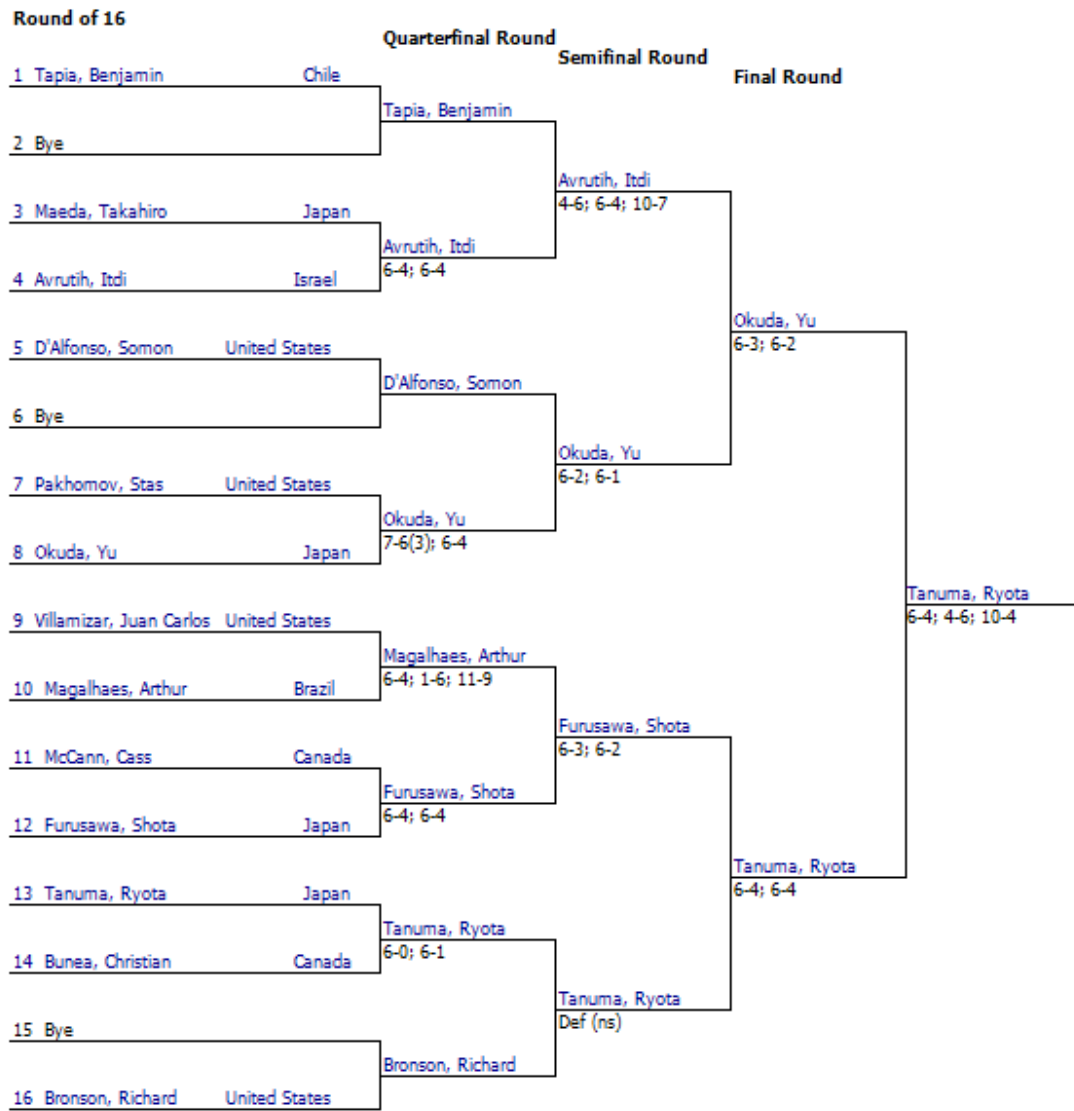 Round of 16
Quarterfinal Round
Semifinal Round
Final Round
1 Tapia, Benjamin Chile
Tapia, Benjamin
2 Bye
Avrutih, Itdi
4-6; 6-4; 10-7
3 Maeda, Takahiro Japan
Avrutih, Itdi
6-4; 6-4
4 Avrutih, Itdi Israel
Okuda, Yu
6-3; 6-2
5 D'Alfonso, Somon United States
D'Alfonso, Somon
6 Bye
Okuda, Yu
6-2; 6-1
7 Pakhomov, Stas United States
Okuda, Yu
7-6(3); 6-4
8 Okuda, Yu Japan
Tanuma, Ryota
6-4; 4-6; 10-4
9 Villamizar, Juan Carlos United States
Magalhaes, Arthur
6-4; 1-6; 11-9
10 Magalhaes, Arthur Brazil
Furusawa, Shota
6-3; 6-2
11 McCann, Cass Canada
Furusawa, Shota
6-4; 6-4
12 Furusawa, Shota Japan
Tanuma, Ryota
6-4; 6-4
13 Tanuma, Ryota Japan
Tanuma, Ryota
6-0; 6-1
14 Bunea, Christian Canada
Tanuma, Ryota
Def (ns)
15 Bye
Bronson, Richard
16 Bronson, Richard United States